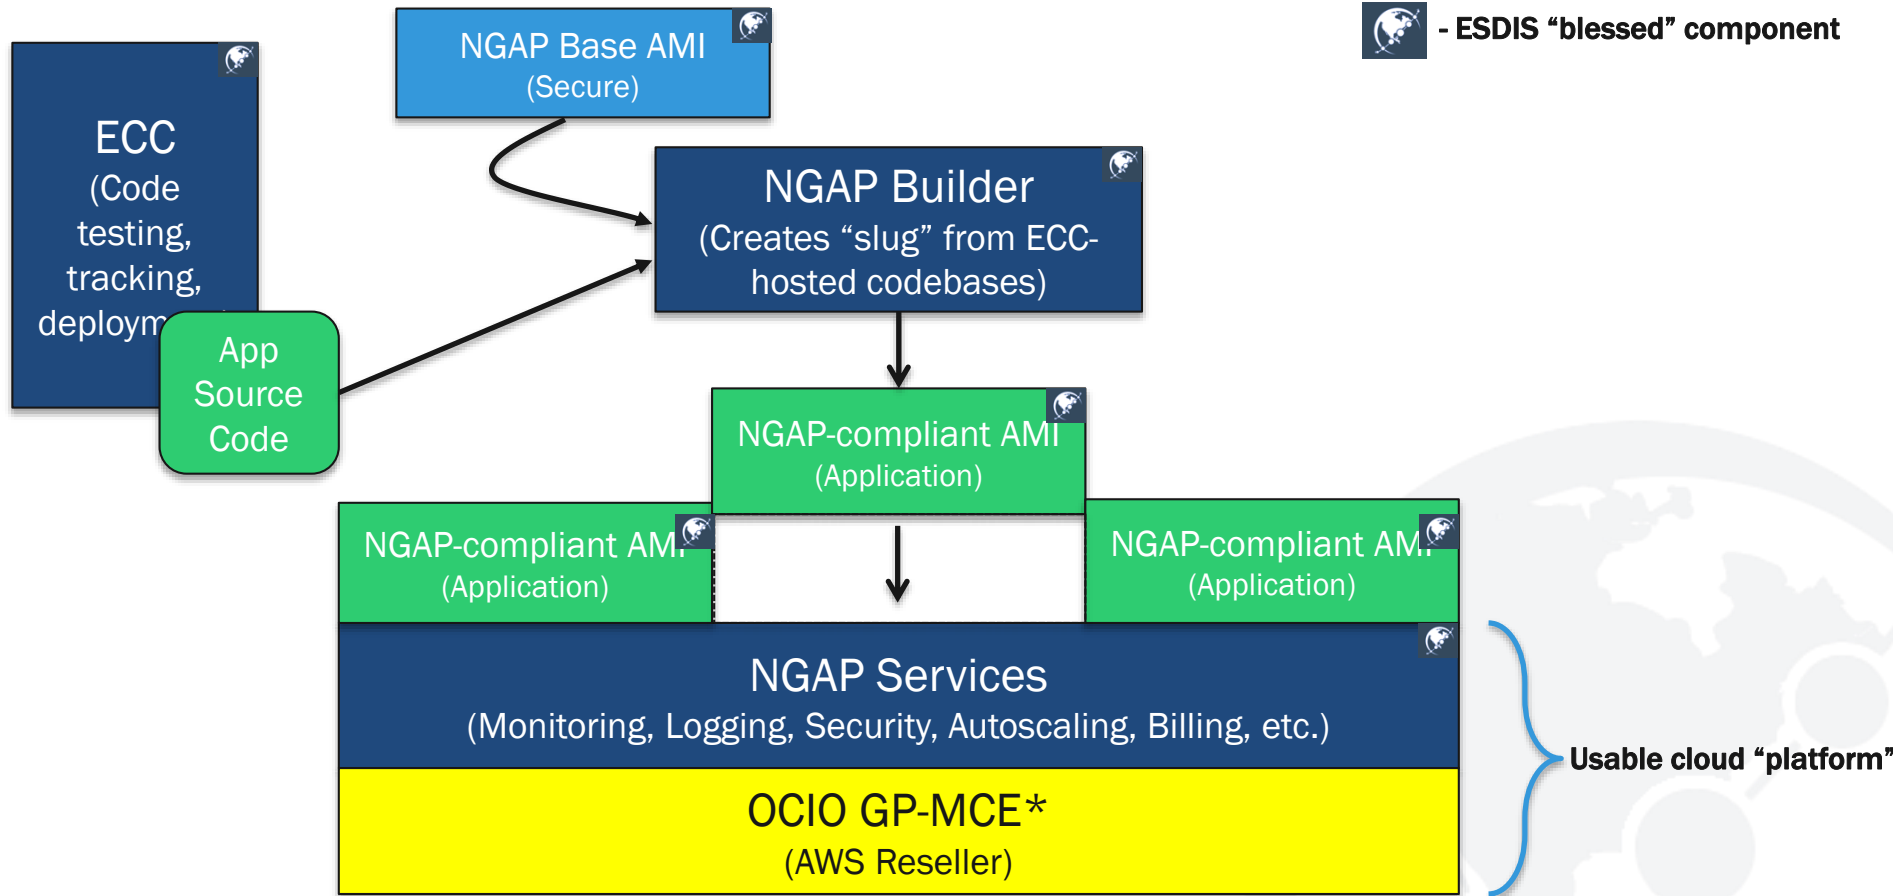 - ESDIS “blessed” component
NGAP Base AMI
(Secure)
ECC
(Code
testing,
tracking,
NGAP Builder
(Creates “slug” from ECC-
hosted codebases)
App
Source
Code
NGAP-compliant AMI
(Application)
NGAP-compliant AMI
(Application)
NGAP-compliant AMI
(Application)
NGAP Services
(Monitoring, Logging, Security, Autoscaling, Billing, etc.)
Usable cloud “platform”
OCIO GP-MCE*
(AWS Reseller)